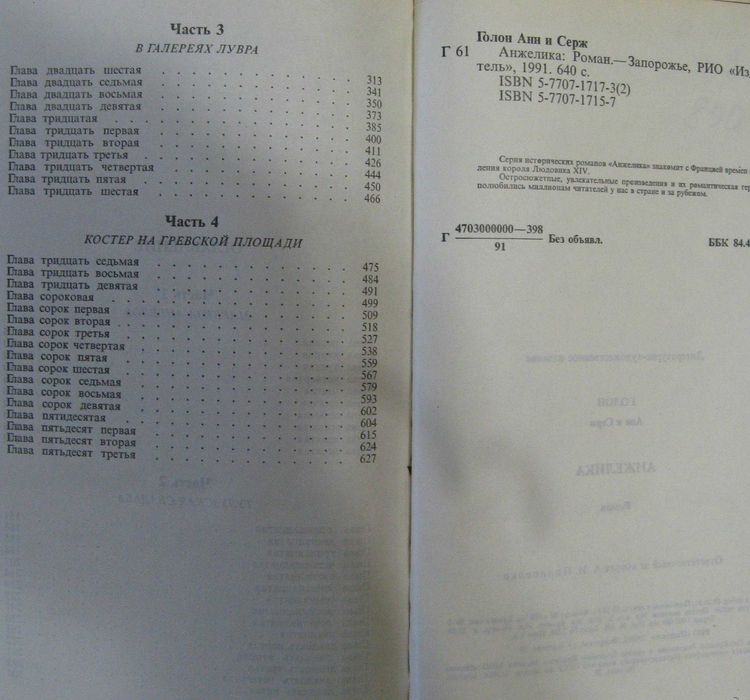 Часть 3
В ГАЛЕРЕЯХ ЛУВРА
Глава двадцать шестая . . . . . . . . . . 313
Глава двадцать седьмая . . . . . . . . . . 341
Глава двадцать восьмая . . . . . . . . . . 350
Глава двадцать девятая . . . . . . . . . . 373
Глава тридцатая . . . . . . . . . . 385
Глава тридцать первая . . . . . . . . . . 400
Глава тридцать вторая . . . . . . . . . . 411
Глава тридцать третья . . . . . . . . . . 426
Глава тридцать четвертая . . . . . . . . . . 444
Глава тридцать пятая . . . . . . . . . . 450
Глава тридцать шестая . . . . . . . . . . 466
Часть 4
КОСТЕР НА ГРЕВСКОЙ ПЛОЩАДИ
Глава тридцать седьмая . . . . . . . . . . 475
Глава тридцать восьмая . . . . . . . . . . 484
Глава тридцать девятая . . . . . . . . . . 491
Глава сороковая . . . . . . . . . . 499
Глава сорок первая . . . . . . . . . . 509
Глава сорок вторая . . . . . . . . . . 518
Глава сорок третья . . . . . . . . . . 527
Глава сорок четвертая . . . . . . . . . . 538
Глава сорок пятая . . . . . . . . . . 559
Глава сорок шестая . . . . . . . . . . 567
Глава сорок седьмая . . . . . . . . . . 579
Глава сорок восьмая . . . . . . . . . . 593
Глава сорок девятая . . . . . . . . . . 602
Глава пятидесятая . . . . . . . . . . 604
Глава пятьдесят первая . . . . . . . . . . 615
Глава пятьдесят вторая . . . . . . . . . . 624
Глава пятьдесят третья . . . . . . . . . . 627
Голон Анн и Серж
Г 61 Анжелика: Роман.— Запорожье, РИО «Из
тель», 1991. 640 с.
ISBN 5-7707-1717-3(2)
ISBN 5-7707-1715-7
Серия исторических романов «Анжелика» знакомит с Францией времен
дения короля Людовика XIV.
Остросюжетные, увлекательные произведения и их романтическая гер
полюбились миллионам читателей у нас в стране и за рубежом.
Г 4703000000—398
91
Без объявл.
ББК 84.4